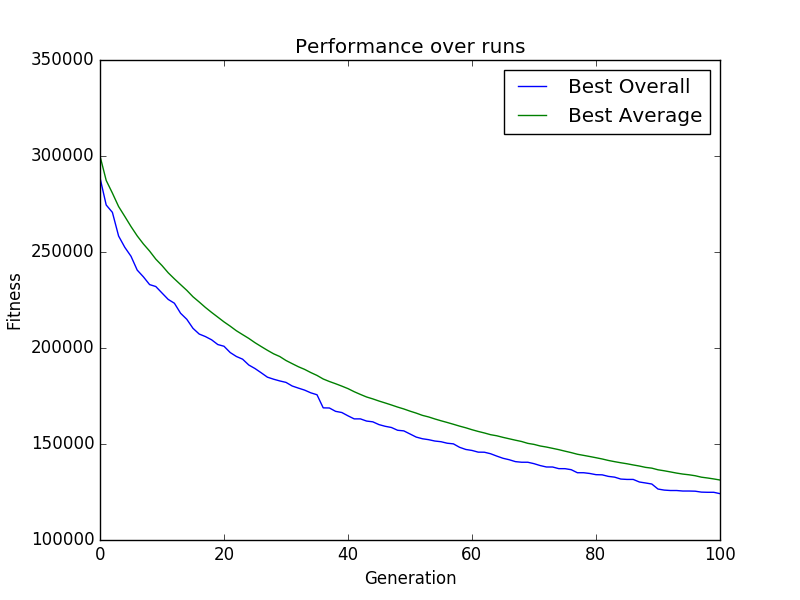 Performance over runs
350000
300000
250000
200000
150000
100000
Fitness
0 20 40 60 80 100
Generation
Best Overall
Best Average